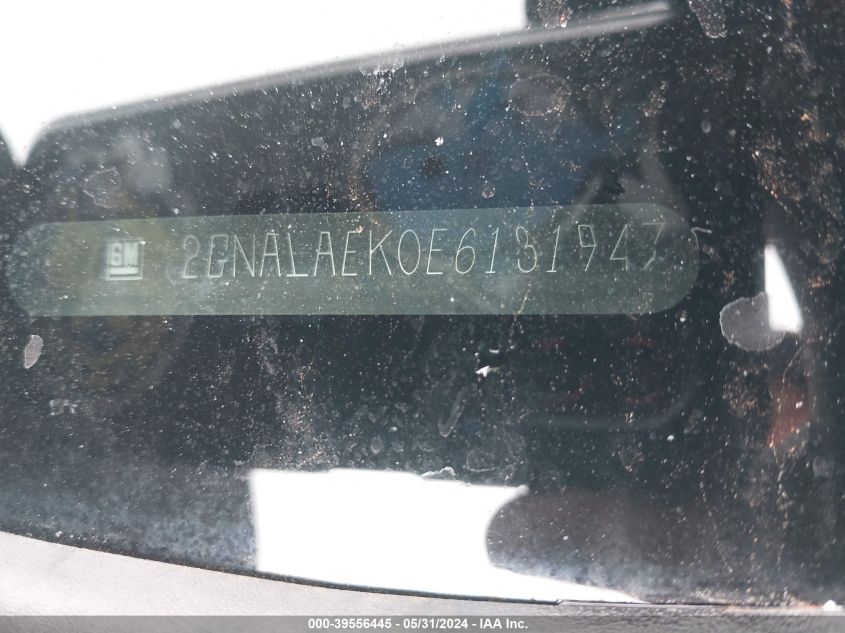 GM 2GNALAEK0E6181947
000-39556445 - 05/31/2024 - IAA Inc.